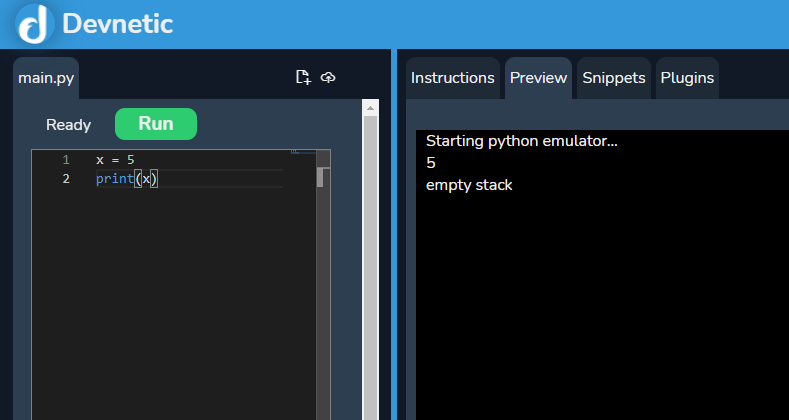 Devnetic
main.py
Instructions Preview Snippets Plugins
Ready Run
1 x = 5
2 print(x)
Starting python emulator...
5
empty stack